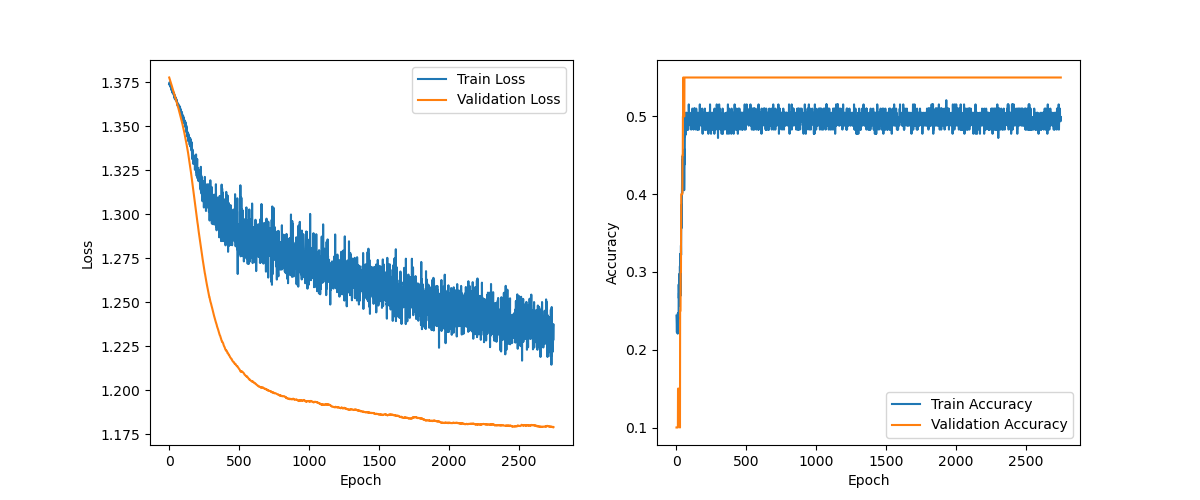 1.375
1.350
1.325
1.300
1.275
1.250
1.225
1.200
1.175
Loss
0 500 1000 1500 2000 2500
Epoch
Train Loss
Validation Loss
0.5
0.4
0.3
0.2
0.1
Accuracy
0 500 1000 1500 2000 2500
Epoch
Train Accuracy
Validation Accuracy